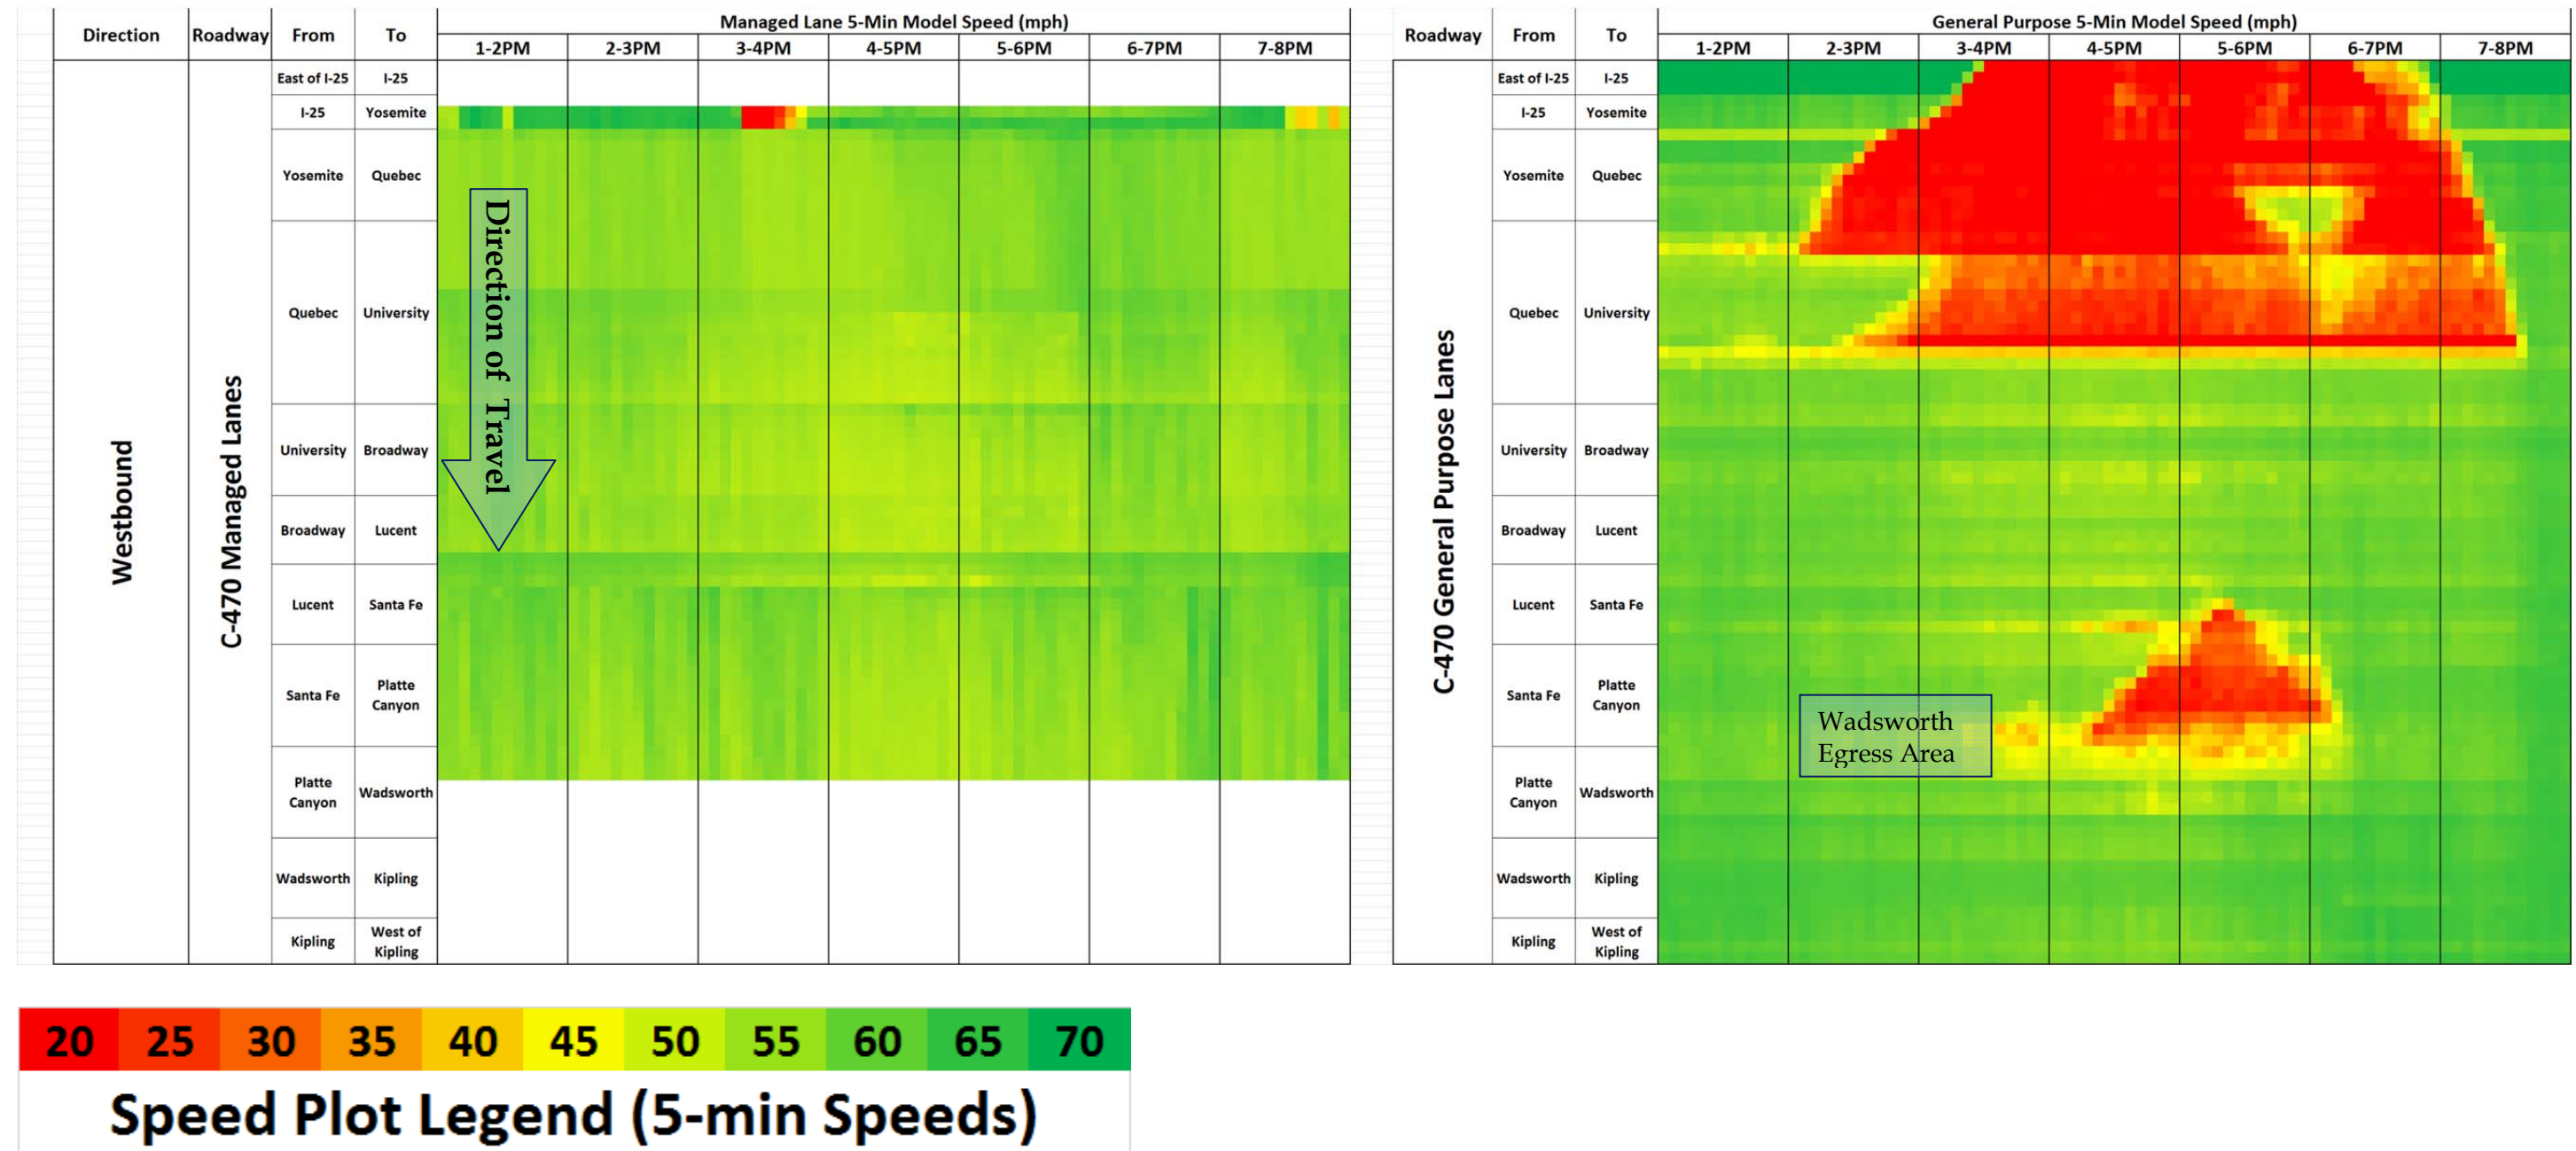 Direction Roadway From To Managed Lane 5-Min Model Speed (mph)
1-2PM 2-3PM 3-4PM 4-5PM 5-6PM 6-7PM 7-8PM
Westbound
C-470 Managed Lanes
East of I-25 I-25
I-25 Yosemite
Yosemite Quebec
Quebec University
University Broadway
Broadway Lucent
Lucent Santa Fe
Santa Fe Platte
Canyon
Platte
Canyon Wadsworth
Wadsworth Kipling
Kipling West of
Kipling
Direction of Travel
Roadway From To General Purpose 5-Min Model Speed (mph)
1-2PM 2-3PM 3-4PM 4-5PM 5-6PM 6-7PM 7-8PM
C-470 General Purpose Lanes
East of I-25 I-25
I-25 Yosemite
Yosemite Quebec
Quebec University
University Broadway
Broadway Lucent
Lucent Santa Fe
Santa Fe Platte
Canyon
Platte
Canyon Wadsworth
Wadsworth Kipling
Kipling West of
Kipling
Wadsworth
Egress Area
20 25 30 35 40 45 50 55 60 65 70
Speed Plot Legend (5-min Speeds)